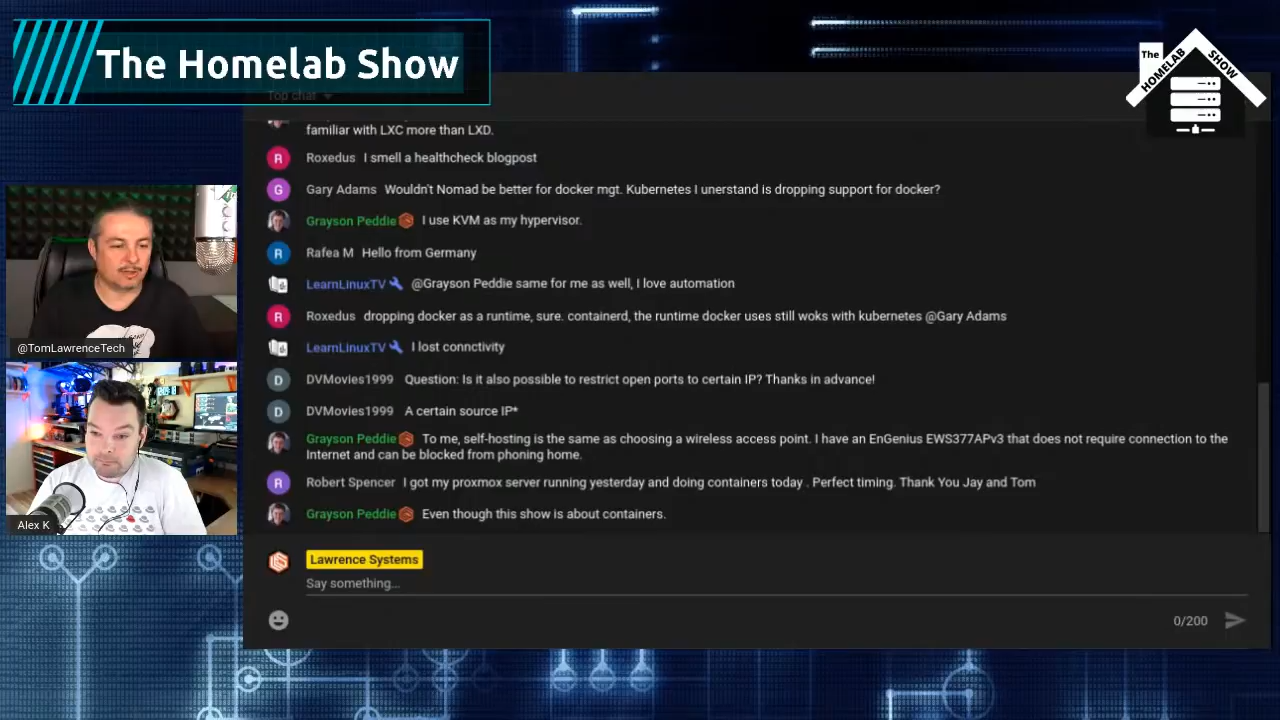 The Homelab Show
The
HOMELAB
SHOW
Top chat
familiar with LXC more than LXD.
R Roxedus I smell a healthcheck blogpost
G Gary Adams Wouldn't Nomad be better for docker mgt. Kubernetes I unerstand is dropping support for docker?
Grayson Peddie I use KVM as my hypervisor.
R Rafea M Hello from Germany
LearnLinuxTV @Grayson Peddie same for me as well, I love automation
R Roxedus dropping docker as a runtime, sure. containerd, the runtime docker uses still woks with kubernetes @Gary Adams
LearnLinuxTV I lost connctivity
D DVMovies1999 Question: Is it also possible to restrict open ports to certain IP? Thanks in advance!
D DVMovies1999 A certain source IP*
Grayson Peddie To me, self-hosting is the same as choosing a wireless access point. I have an EnGenius EWS377APv3 that does not require connection to the
Internet and can be blocked from phoning home.
R Robert Spencer I got my proxmox server running yesterday and doing containers today . Perfect timing. Thank You Jay and Tom
Grayson Peddie Even though this show is about containers.
Lawrence Systems
Say something...
0/200
@TomLawrenceTech
Alex K